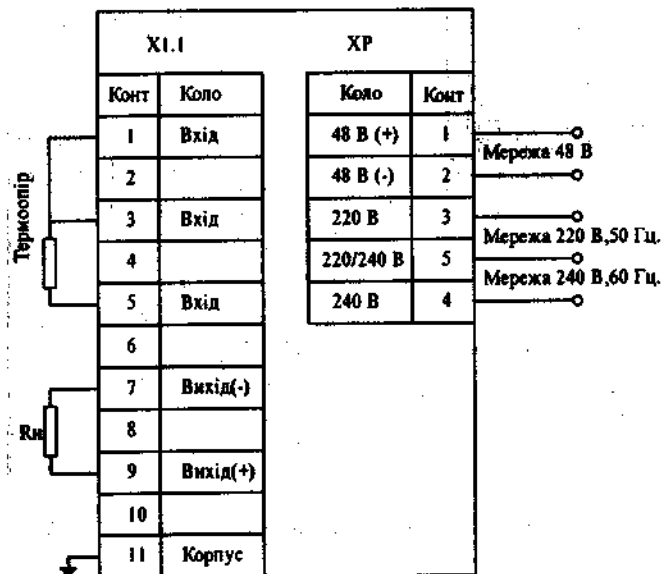 X1.1 XP
Конт Коло Коло Конт
1 Вхід 48 В (+) 1
Мережа 48 В
2 48 В (-) 2
Термоопір
3 Вхід 220 В 3
Мережа 220 В,50 Гц.
4 220/240 В 5
Мережа 240 В,60 Гц.
5 Вхід 240 В 4
6
7 Вихід(-)
Rн
8
9 Вихід(+)
10
11 Корпус